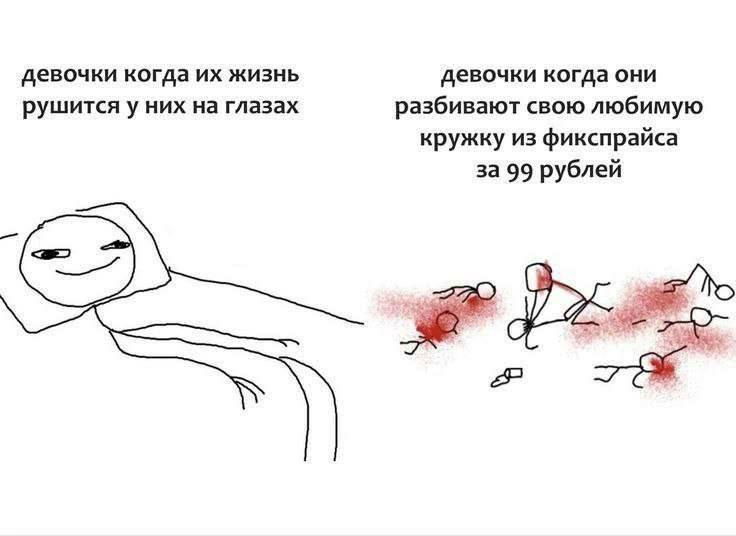 девочки когда их жизнь
рушится у них на глазах
девочки когда они
разбивают свою любимую
кружку из фикспрайса
за 99 рублей